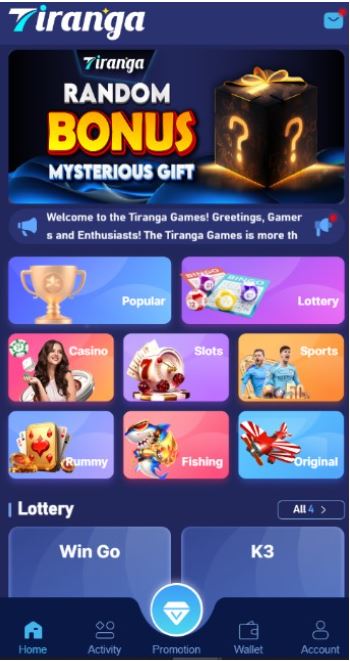 Tiranga
Tiranga
RANDOM
BONUS
MYSTERIOUS GIFT
? ?
Welcome to the Tiranga Games! Greetings, Gamer
s and Enthusiasts! The Tiranga Games is more th
Popular
Lottery
Casino
Slots
Sports
Rummy
Fishing
Original
Lottery
All 4 >
Win Go
K3
Home
Activity
Promotion
Wallet
Account